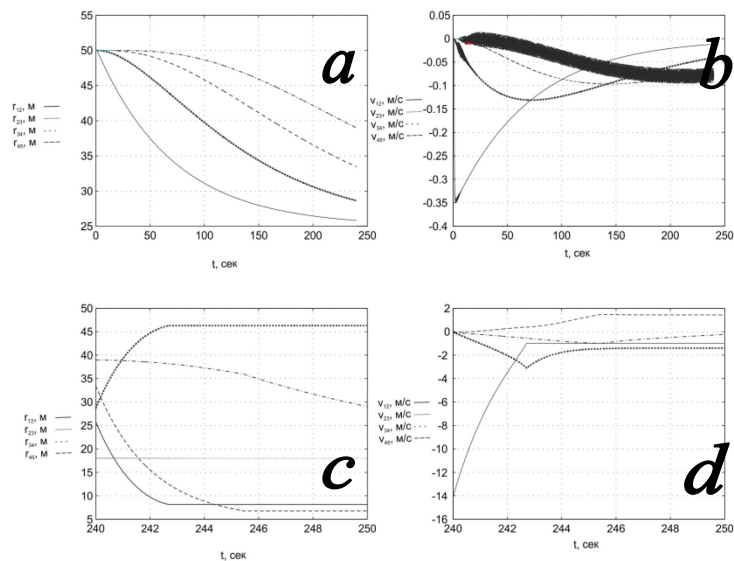 55
50
45
40
35
30
25
0 50 100 150 200 250
r12, м
r23, м
r34, м
r45, м
t, сек
a
0.05
0
-0.05
-0.1
-0.15
-0.2
-0.25
-0.3
-0.35
-0.4
0 50 100 150 200 250
v12, м/с
v23, м/с
v34, м/с
v45, м/с
t, сек
b
50
45
40
35
30
25
20
15
10
5
240 242 244 246 248 250
r12, м
r23, м
r34, м
r45, м
t, сек
c
2
0
-2
-4
-6
-8
-10
-12
-14
-16
240 242 244 246 248 250
v12, м/с
v23, м/с
v34, м/с
v45, м/с
t, сек
d